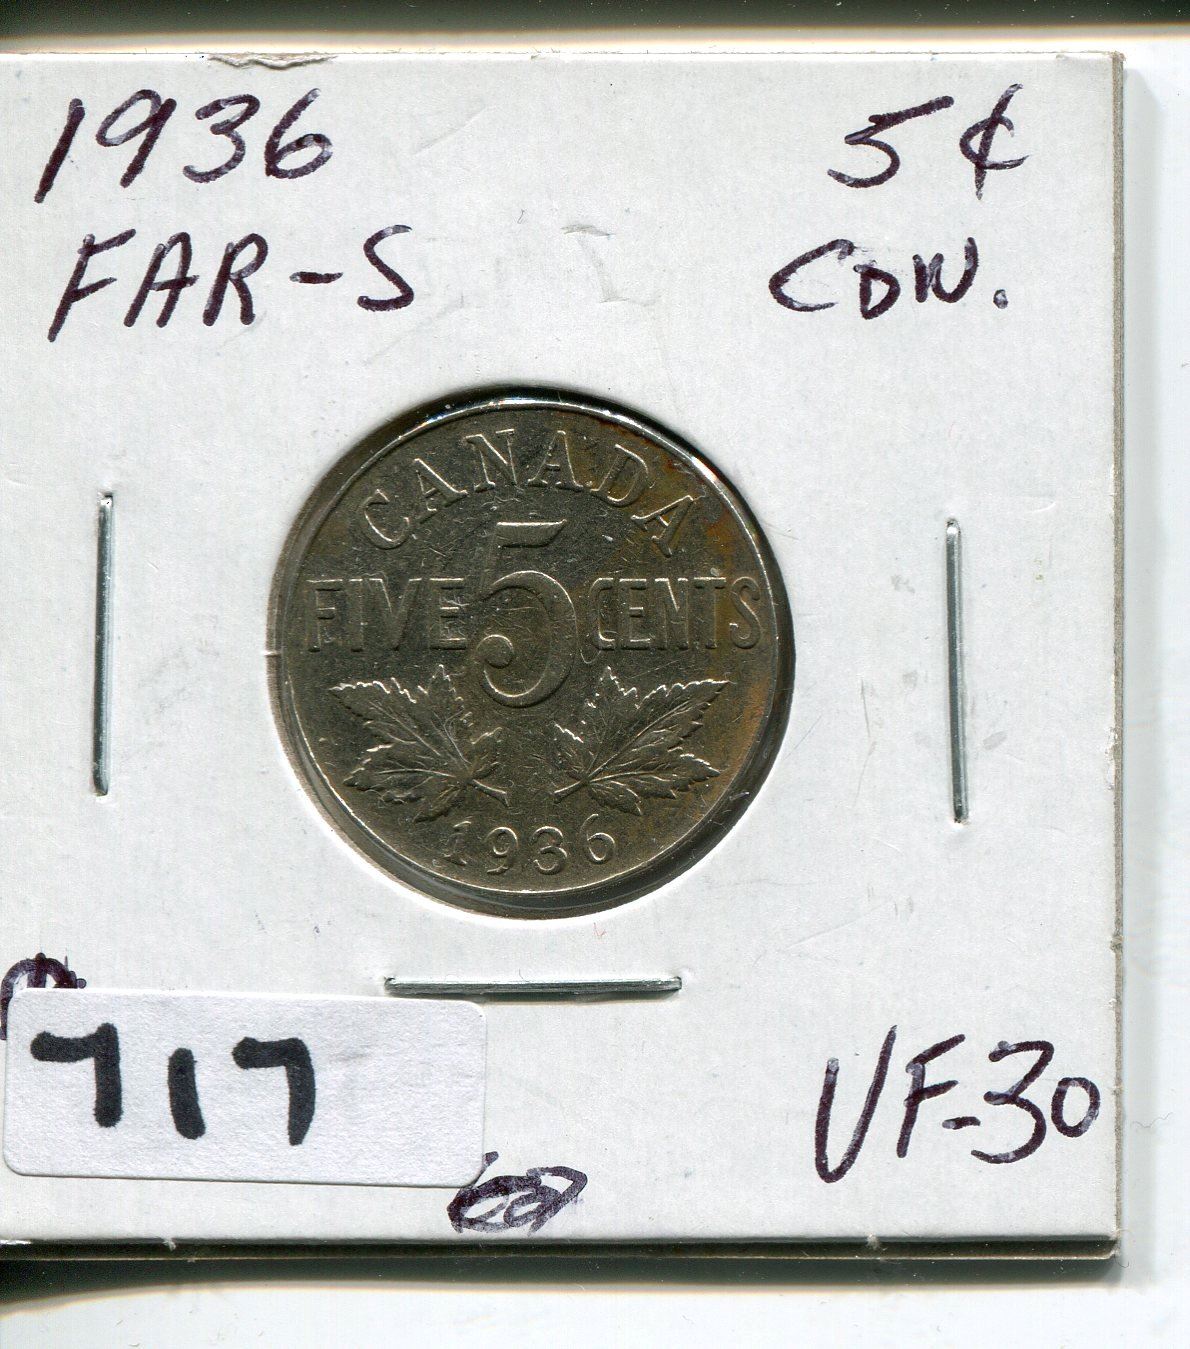 1936 5¢
FAR-S CDN.
CANADA
FIVE 5 CENTS
1936
717
VF-30